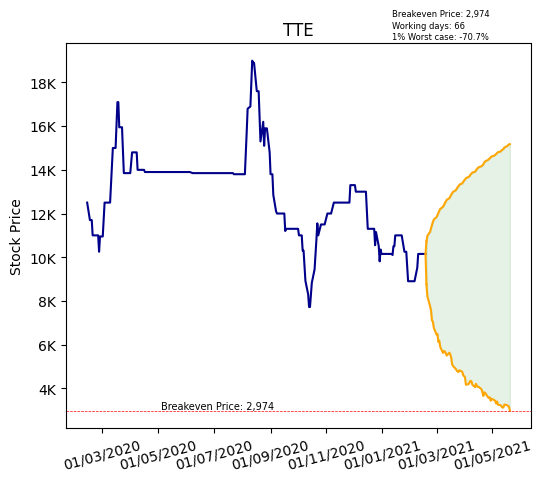 Breakeven Price: 2,974
Working days: 66
1% Worst case: -70.7%
TTE
Stock Price
18K
16K
14K
12K
10K
8K
6K
4K
Breakeven Price: 2,974
01/03/2020
01/05/2020
01/07/2020
01/09/2020
01/11/2020
01/01/2021
01/03/2021
01/05/2021